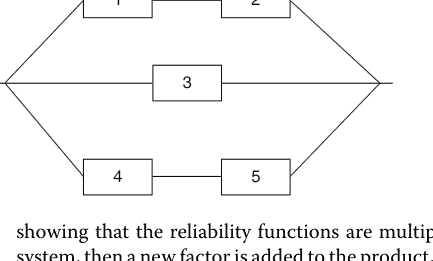 1 2
3
4 5
showing that the reliability functions are
system, then a new factor is added to the product.